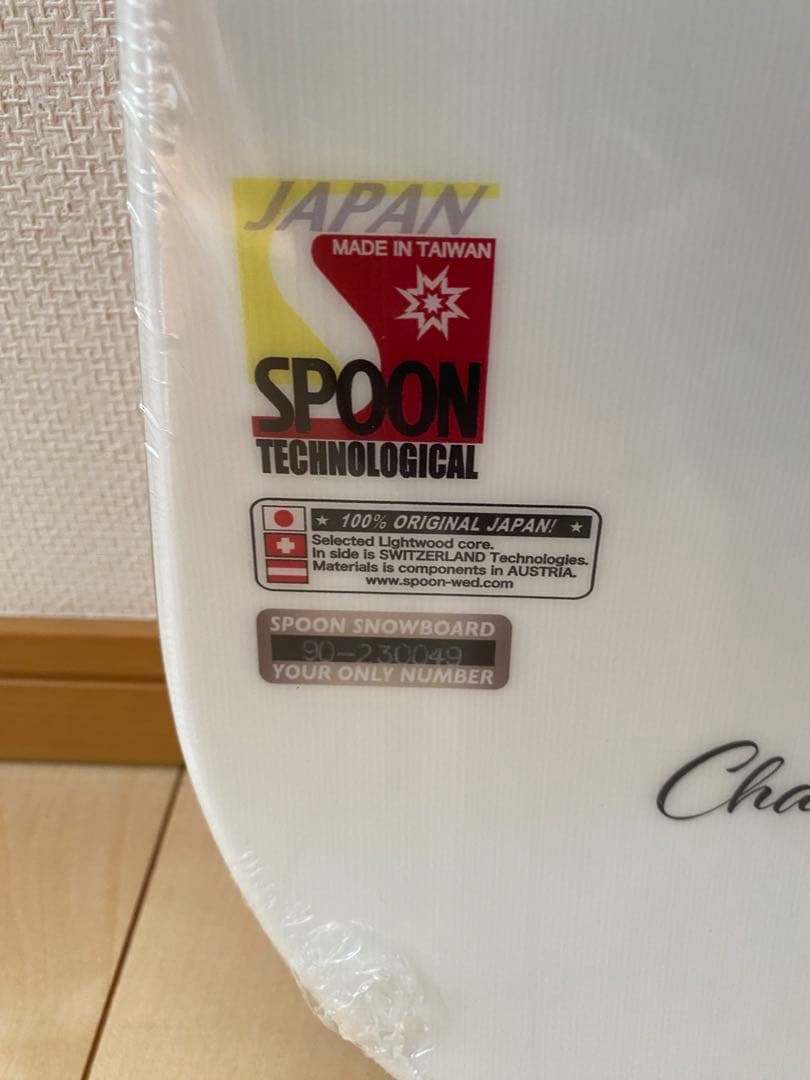 JAPAN
MADE IN TAIWAN
SPOON
TECHNOLOGICAL
★ 100% ORIGINAL JAPAN! ★
Selected Lightwood core.
In side is SWITZERLAND Technologies.
Materials is components in AUSTRIA.
www.spoon-wed.com
SPOON SNOWBOARD
90-230049
YOUR ONLY NUMBER
Cha